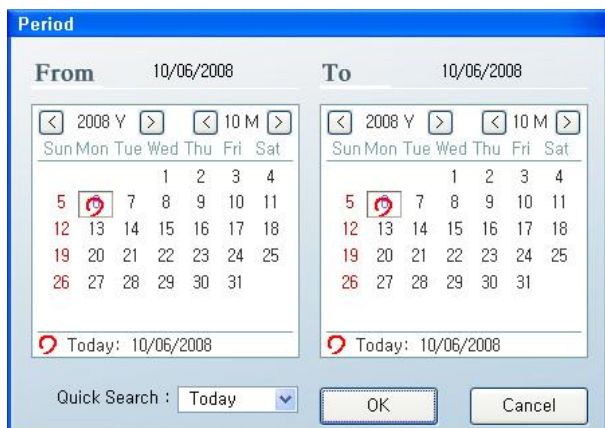 Period
From 10/06/2008
To 10/06/2008
< 2008 Y > < 10 M >
Sun Mon Tue Wed Thu Fri Sat
1 2 3 4
5 6 7 8 9 10 11
12 13 14 15 16 17 18
19 20 21 22 23 24 25
26 27 28 29 30 31
Today: 10/06/2008
< 2008 Y > < 10 M >
Sun Mon Tue Wed Thu Fri Sat
1 2 3 4
5 6 7 8 9 10 11
12 13 14 15 16 17 18
19 20 21 22 23 24 25
26 27 28 29 30 31
Today: 10/06/2008
Quick Search : Today
OK
Cancel